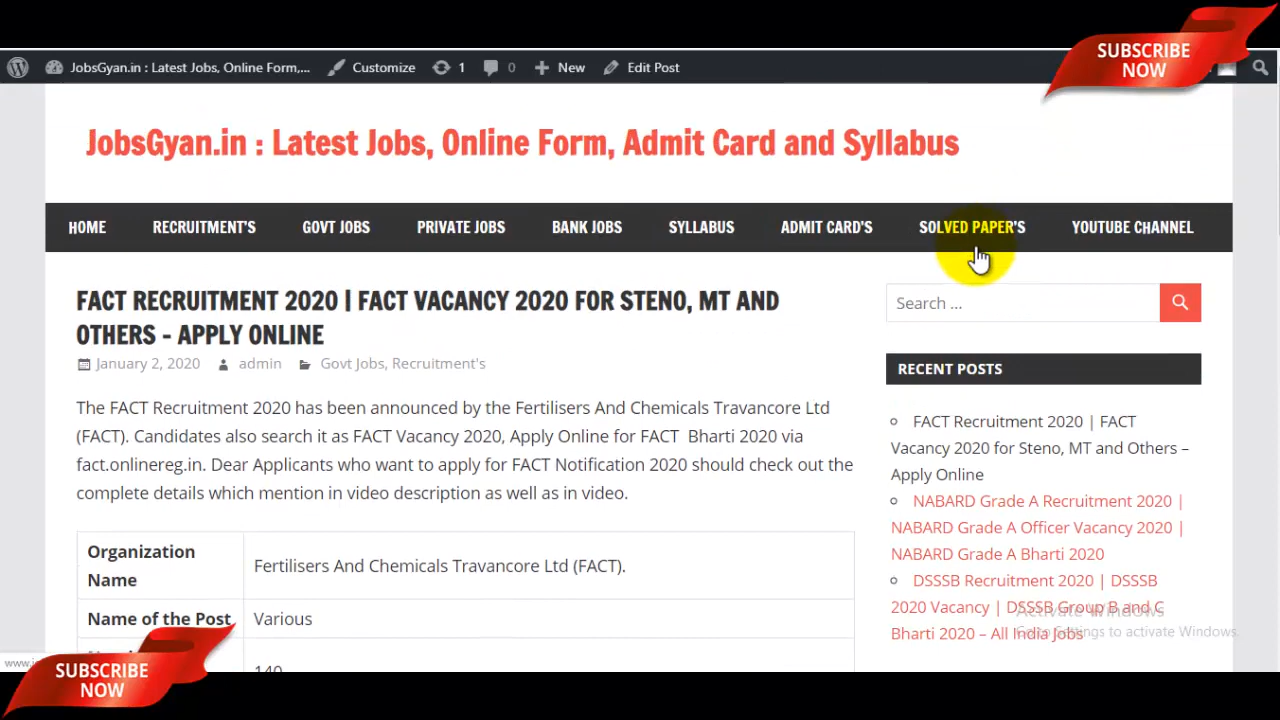 SUBSCRIBE
NOW
JobsGyan.in : Latest Jobs, Online Form,... Customize 1 0 New Edit Post
JobsGyan.in : Latest Jobs, Online Form, Admit Card and Syllabus
HOME RECRUITMENT'S GOVT JOBS PRIVATE JOBS BANK JOBS SYLLABUS ADMIT CARD'S SOLVED PAPER'S YOUTUBE CHANNEL
FACT RECRUITMENT 2020 | FACT VACANCY 2020 FOR STENO, MT AND
OTHERS – APPLY ONLINE
January 2, 2020 admin Govt Jobs, Recruitment's
The FACT Recruitment 2020 has been announced by the Fertilisers And Chemicals Travancore Ltd
(FACT). Candidates also search it as FACT Vacancy 2020, Apply Online for FACT Bharti 2020 via
fact.onlinereg.in. Dear Applicants who want to apply for FACT Notification 2020 should check out the
complete details which mention in video description as well as in video.
Organization
Name
Fertilisers And Chemicals Travancore Ltd (FACT).
Name of the Post Various
140
Search ...
RECENT POSTS
FACT Recruitment 2020 | FACT
Vacancy 2020 for Steno, MT and Others –
Apply Online
NABARD Grade A Recruitment 2020 |
NABARD Grade A Officer Vacancy 2020 |
NABARD Grade A Bharti 2020
DSSSB Recruitment 2020 | DSSSB
2020 Vacancy | DSSSB Group B and C
Bharti 2020 – All India Jobs
Activate Windows
Go to Settings to activate Windows.
SUBSCRIBE
NOW